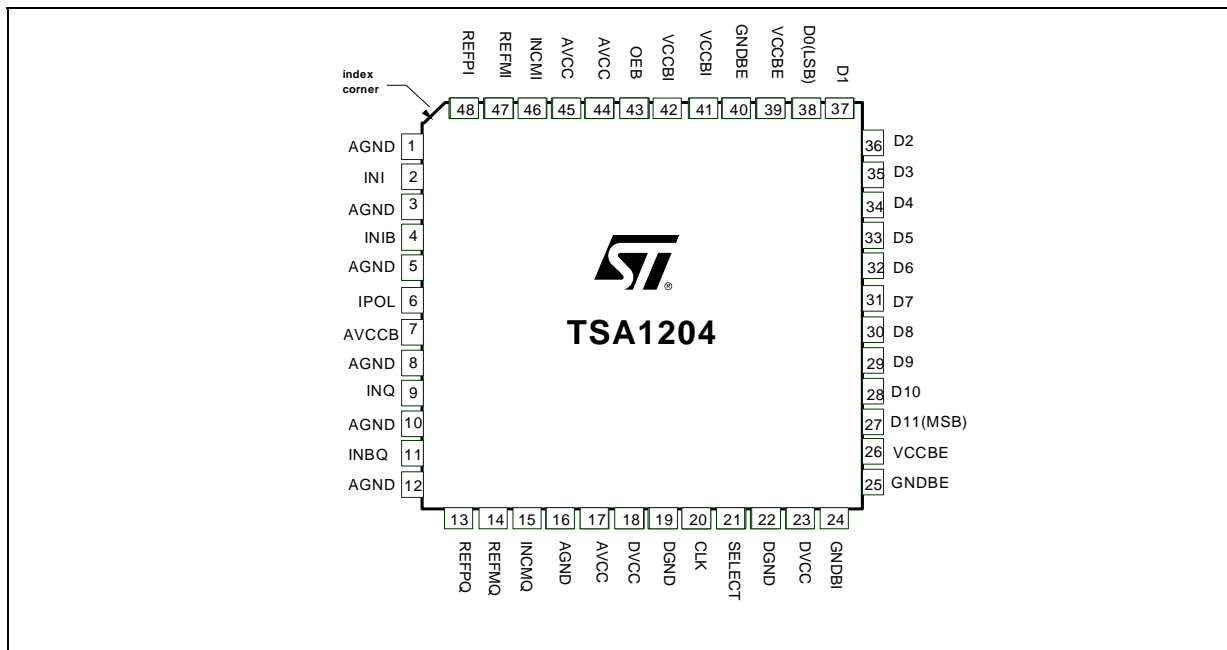 REFPI
REFMI
INCMI
AVCC
AVCC
OEB
VCCBI
VCCBI
GNDBE
VCCBE
D0(LSB)
D1
index
corner
48 47 46 45 44 43 42 41 40 39 38 37
AGND 1
INI 2
AGND 3
INIB 4
AGND 5
IPOL 6
AVCCB 7
AGND 8
INQ 9
AGND 10
INBQ 11
AGND 12
ST®
TSA1204
36 D2
35 D3
34 D4
33 D5
32 D6
31 D7
30 D8
29 D9
28 D10
27 D11(MSB)
26 VCCBE
25 GNDBE
13 14 15 16 17 18 19 20 21 22 23 24
REFPQ
REFMQ
INCMQ
AGND
AVCC
DVCC
DGND
CLK
SELECT
DGND
DVCC
GNDBI